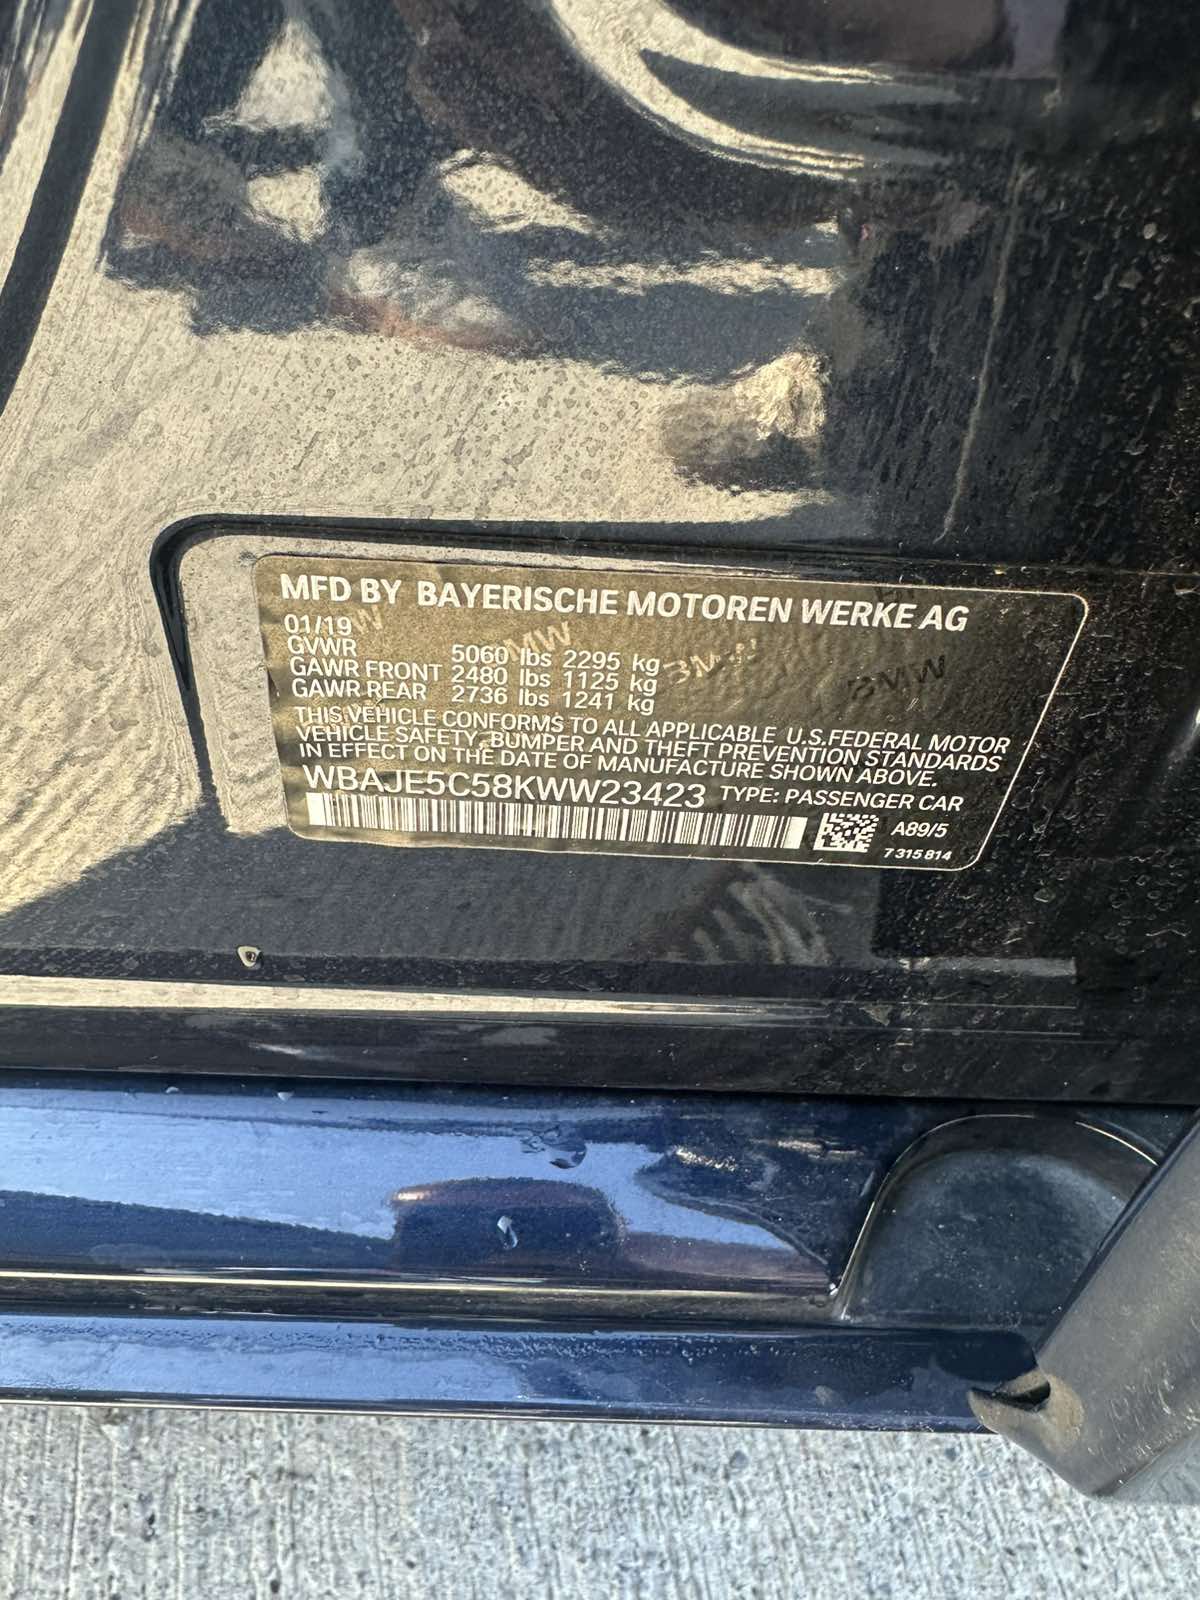 MFD BY BAYERISCHE MOTOREN WERKE AG
01/19
GVWR 5060 lbs 2295 kg
GAWR FRONT 2480 lbs 1125 kg
GAWR REAR 2736 lbs 1241 kg
THIS VEHICLE CONFORMS TO ALL APPLICABLE U.S. FEDERAL MOTOR
VEHICLE SAFETY, BUMPER AND THEFT PREVENTION STANDARDS
IN EFFECT ON THE DATE OF MANUFACTURE SHOWN ABOVE.
WBAJE5C58KWW23423 TYPE: PASSENGER CAR
A89/5
7 315 814
BMW
BMW
BMW